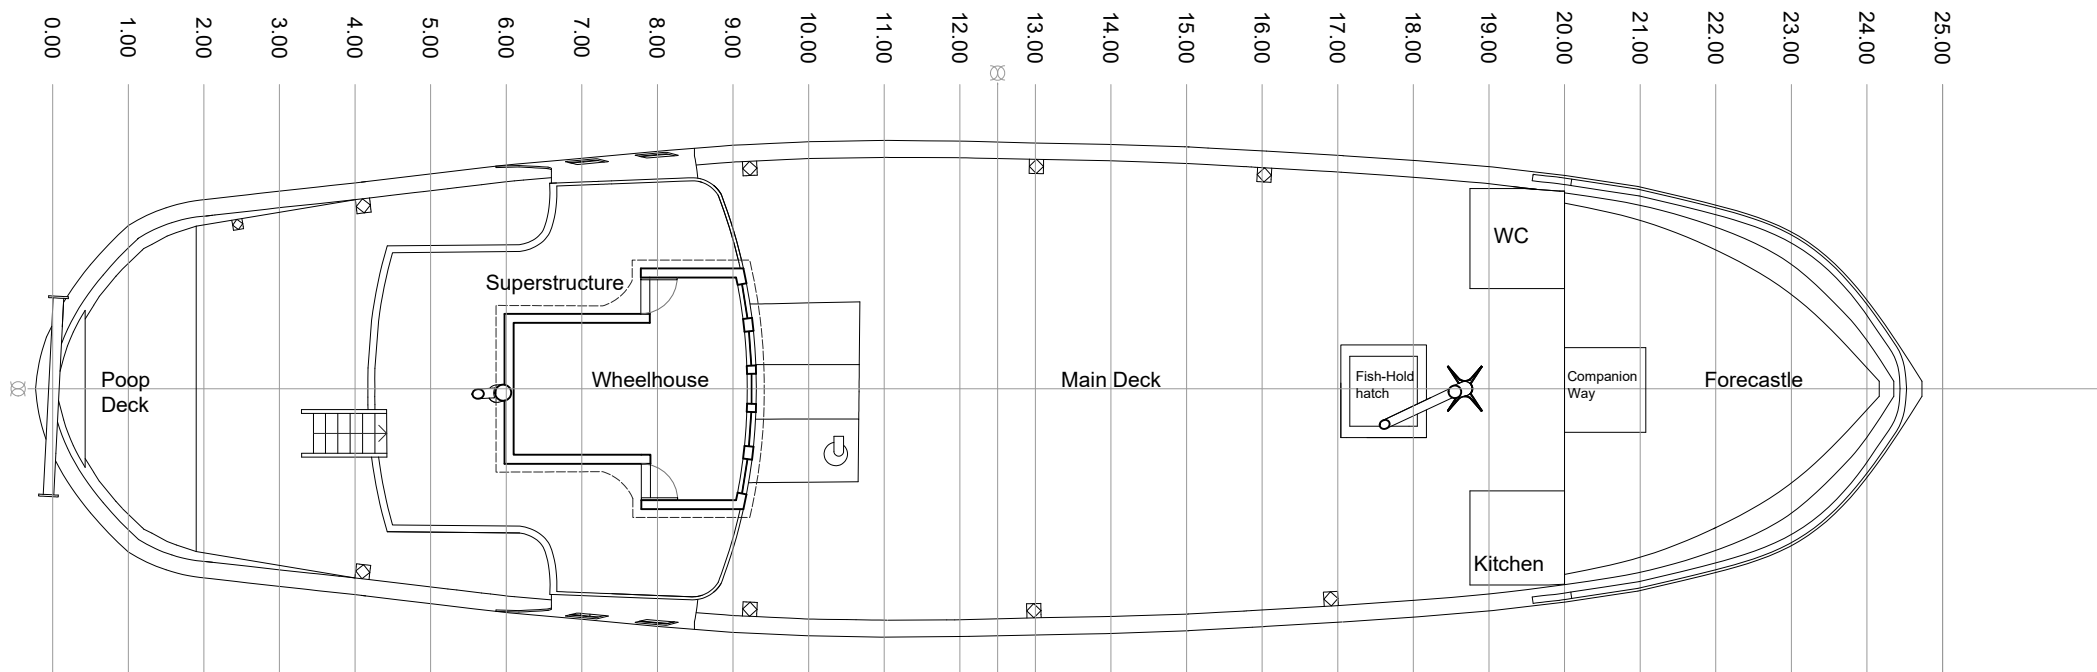 0.00
1.00
2.00
3.00
4.00
5.00
6.00
7.00
8.00
9.00
10.00
11.00
12.00
13.00
14.00
15.00
16.00
17.00
18.00
19.00
20.00
21.00
22.00
23.00
24.00
25.00
WC
Superstructure
Poop
Deck
Wheelhouse
Main Deck
Fish-Hold
hatch
Companion
Way
Forecastle
Kitchen